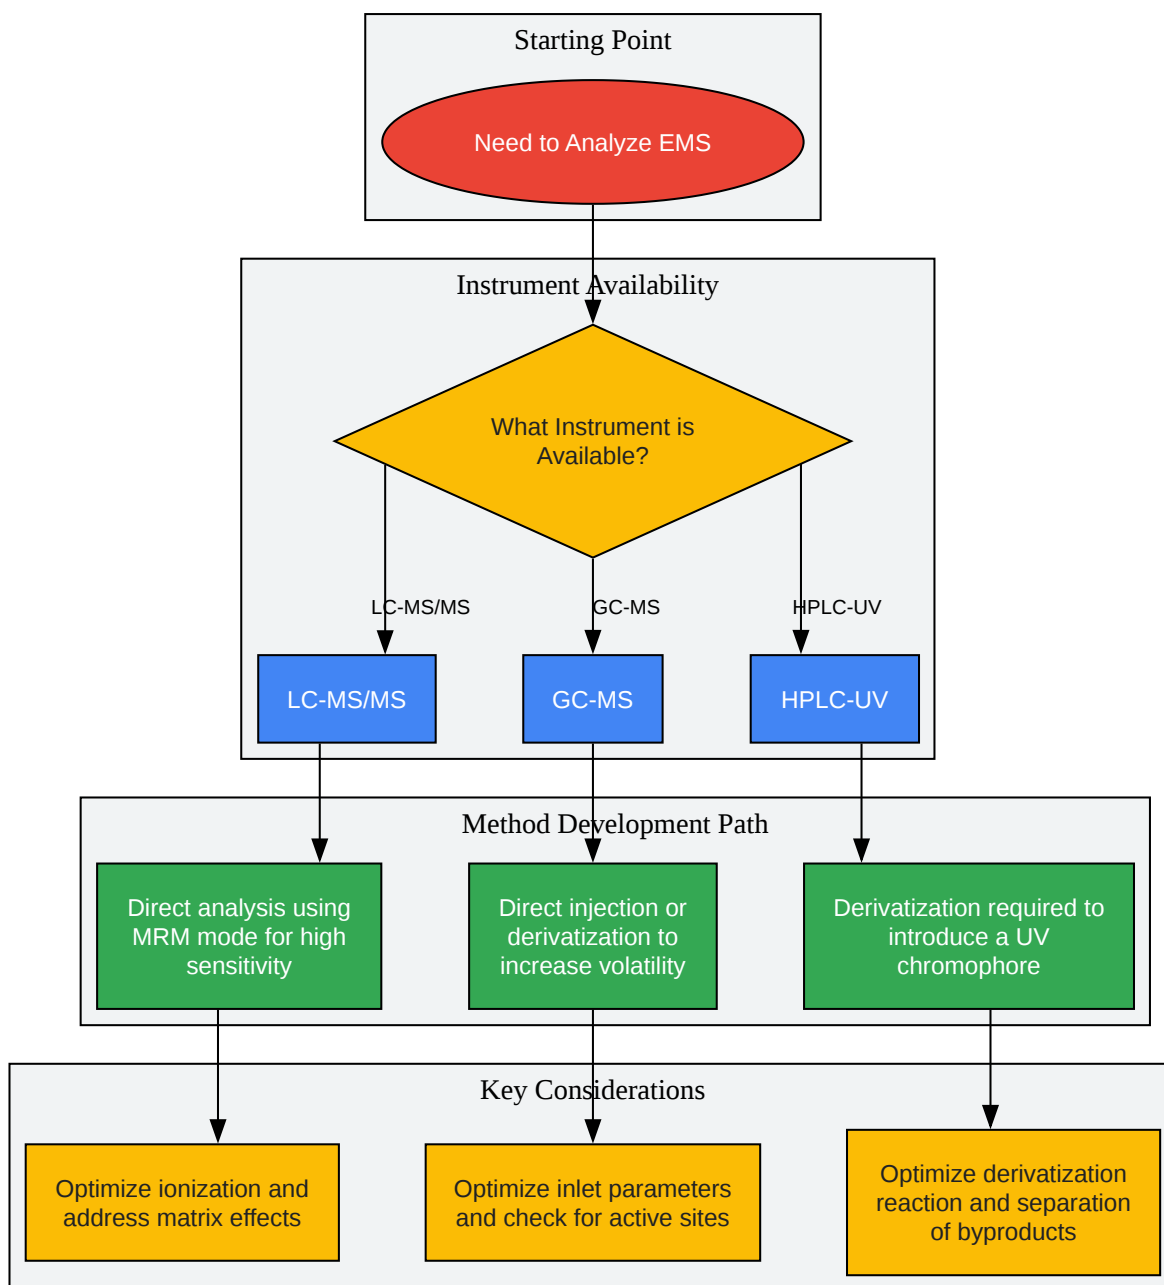 Starting Point
Need to Analyze EMS
Instrument Availability
What Instrument is
Available?
LC-MS/MS
GC-MS
HPLC-UV
LC-MS/MS
GC-MS
HPLC-UV
Method Development Path
Direct analysis using
MRM mode for high
sensitivity
Direct injection or
derivatization to
increase volatility
Derivatization required to
introduce a UV
chromophore
Key Considerations
Optimize ionization and
address matrix effects
Optimize inlet parameters
and check for active sites
Optimize derivatization
reaction and separation
of byproducts